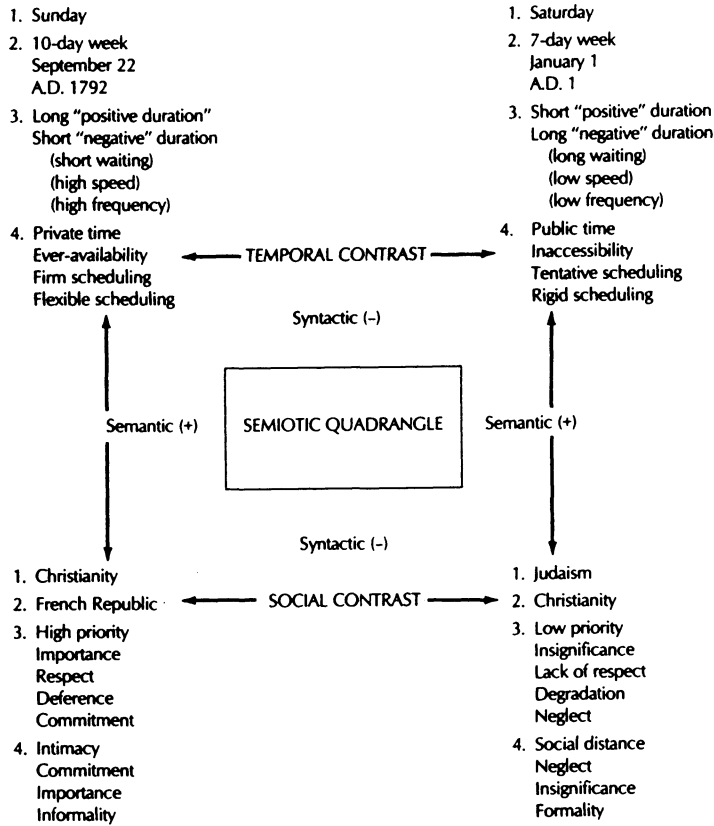 1. Sunday
2. 10-day week
September 22
A.D. 1792
3. Long "positive duration"
Short "negative" duration
(short waiting)
(high speed)
(high frequency)
4. Private time
Ever-availability
Firm scheduling
Flexible scheduling
1. Saturday
2. 7-day week
January 1
A.D. 1
3. Short "positive" duration
Long "negative" duration
(long waiting)
(low speed)
(low frequency)
4. Public time
Inaccessibility
Tentative scheduling
Rigid scheduling
TEMPORAL CONTRAST
Syntactic (-)
Semantic (+)
SEMIOTIC QUADRANGLE
Semantic (+)
Syntactic (-)
SOCIAL CONTRAST
1. Christianity
2. French Republic
3. High priority
Importance
Respect
Deference
Commitment
4. Intimacy
Commitment
Importance
Informality
1. Judaism
2. Christianity
3. Low priority
Insignificance
Lack of respect
Degradation
Neglect
4. Social distance
Neglect
Insignificance
Formality